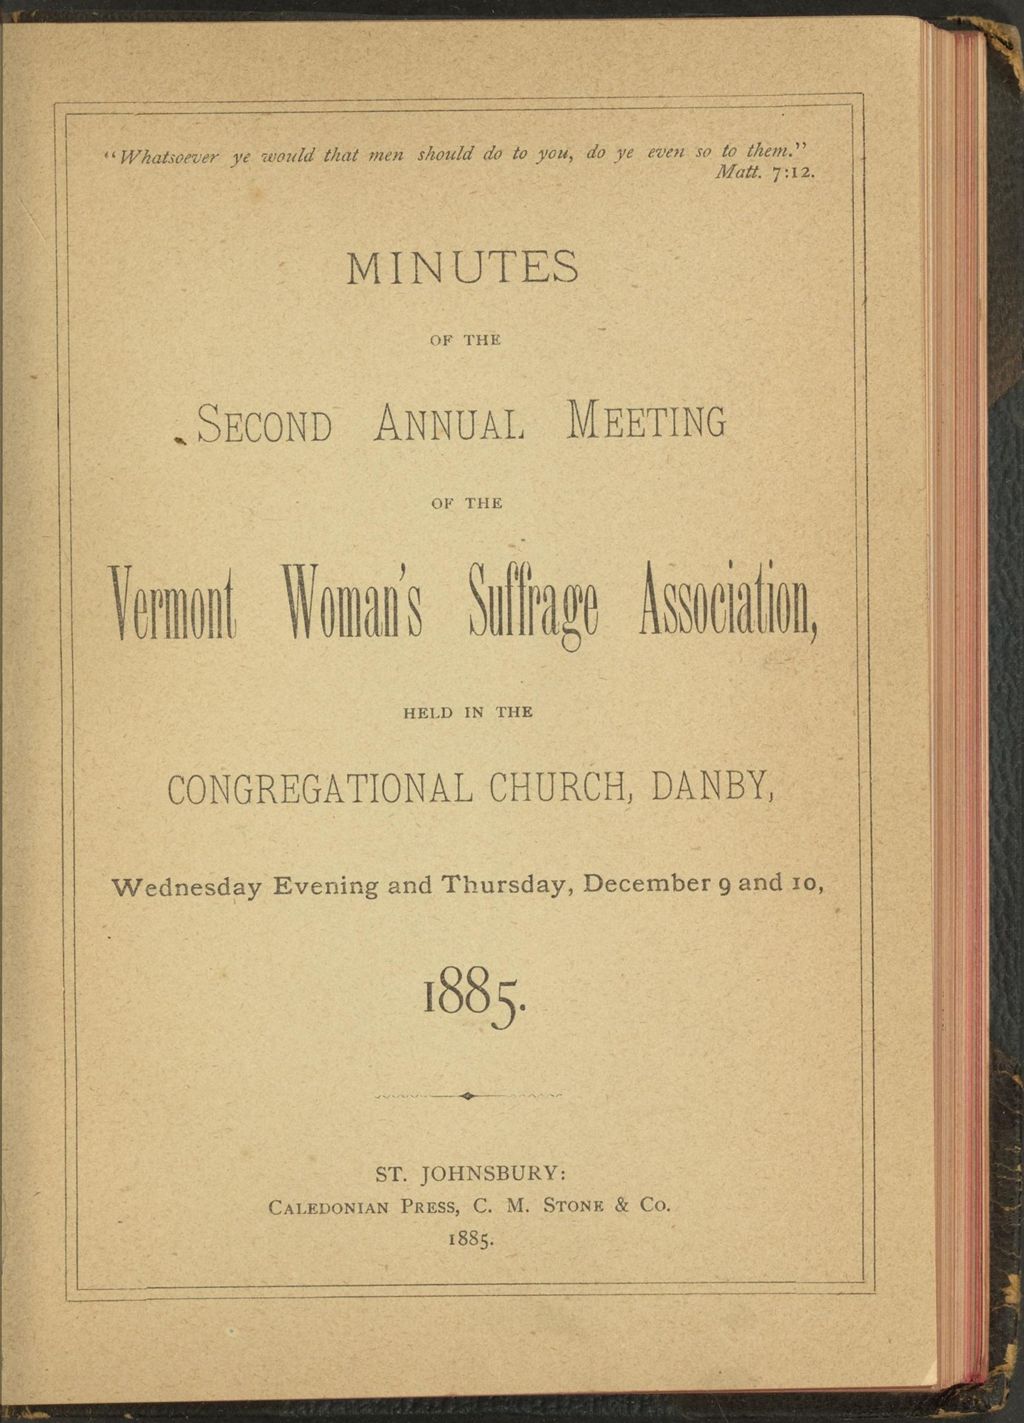 “Whatsoever ye would that men should do to you, do ye even so to them.”
Matt. 7:12.
MINUTES
OF THE
SECOND ANNUAL MEETING
OF THE
Vermont Woman's Suffrage Association,
HELD IN THE
CONGREGATIONAL CHURCH, DANBY,
Wednesday Evening and Thursday, December 9 and 10,
1885.
ST. JOHNSBURY:
CALEDONIAN PRESS, C. M. STONE & CO.
1885.